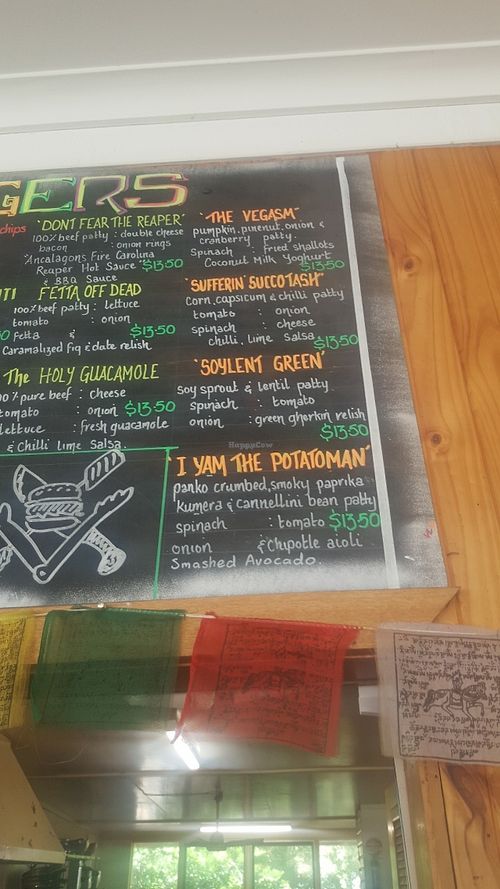 GERS
chips
"DON'T FEAR THE REAPER"
100% beef patty : double cheese
bacon : onion rings
"Ancalagons Fire Carolina
Reaper Hot Sauce $13.50
& BBQ Sauce
FETTA OFF DEAD
100% beef patty : lettuce
tomato : onion
Fetta & $13.50
Caramalized fig & date relish
The HOLY GUACAMOLE
% pure beef : cheese
tomato : onion $13.50
lettuce : fresh guacamole
& Chilli Lime Salsa.
"THE VEGASM"
pumpkin, pinenut, onion &
cranberry patty.
Spinach : fried shallots
Coconut Milk Yoghurt
$13.50
"SUFFERIN' SUCCOTASH"
Corn, capsicum & chilli patty
tomato : onion
spinach : cheese
chilli, lime salsa $13.50
"SOYLENT GREEN"
Soy sprout & lentil patty
spinach : tomato
onion : green gherkin relish
$13.50
"I YAM THE POTATOMAN"
panko crumbed, smoky paprika
Kumera & cannellini bean patty
spinach : tomato $13.50
onion & Chipotle aioli
Smashed Avocado.
HappyCow